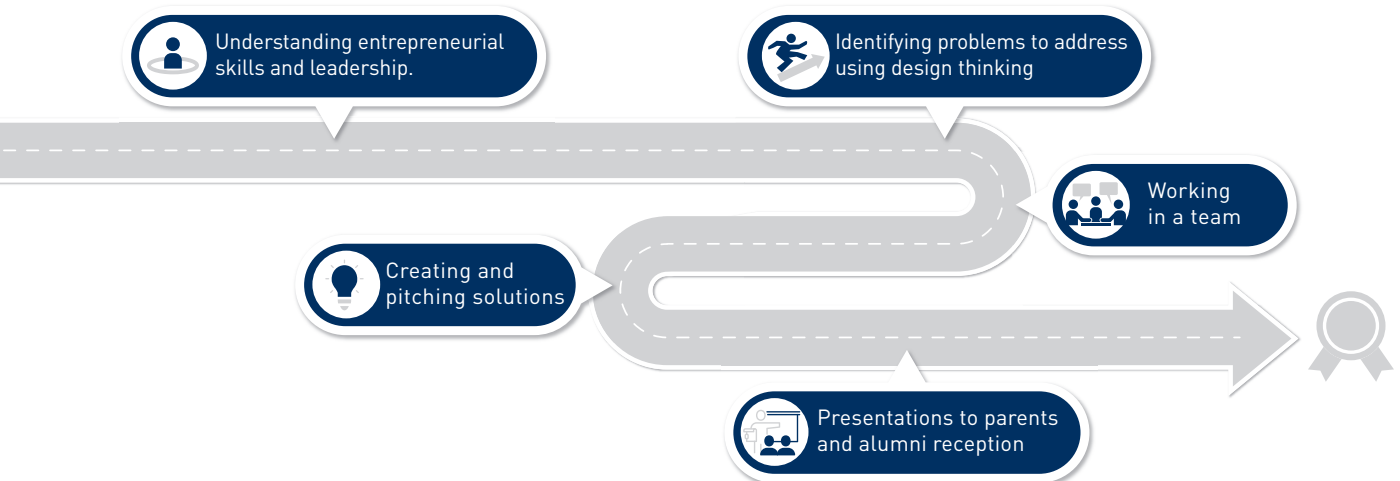 Understanding entrepreneurial
skills and leadership.
Identifying problems to address
using design thinking
Working
in a team
Creating and
pitching solutions
Presentations to parents
and alumni reception